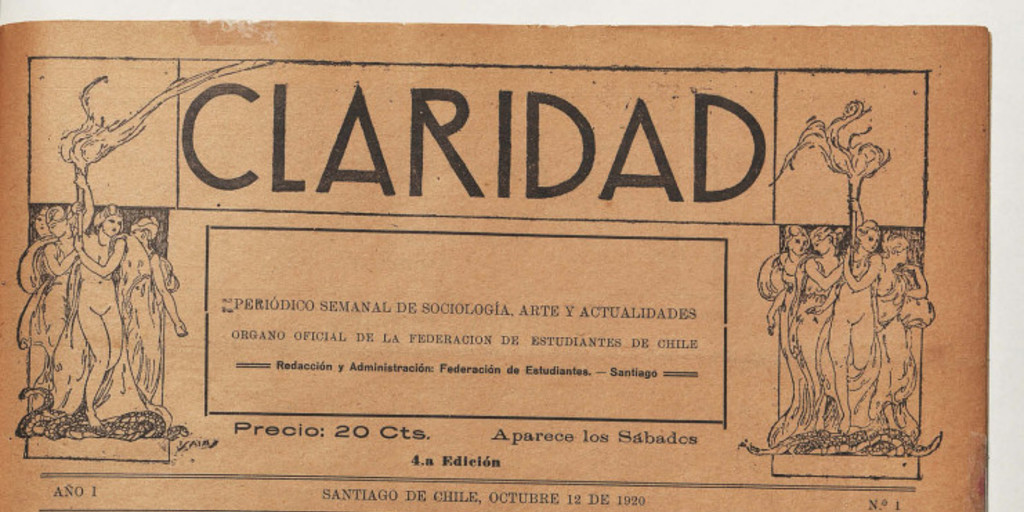 CLARIDAD
PERIÓDICO SEMANAL DE SOCIOLOGÍA, ARTE Y ACTUALIDADES
ORGANO OFICIAL DE LA FEDERACION DE ESTUDIANTES DE CHILE
Redacción y Administración: Federación de Estudiantes. — Santiago
Precio: 20 Cts. Aparece los Sábados
4.a Edición
AÑO I SANTIAGO DE CHILE, OCTUBRE 12 DE 1920 N.º 1